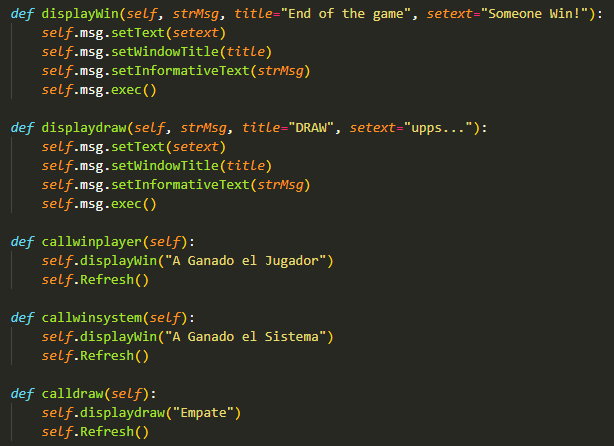 def displayWin(self, strMsg, title="End of the game", setext="Someone Win!"):
    self.msg.setText(setext)
    self.msg.setWindowTitle(title)
    self.msg.setInformativeText(strMsg)
    self.msg.exec()

def displaydraw(self, strMsg, title="DRAW", setext="upps..."):
    self.msg.setText(setext)
    self.msg.setWindowTitle(title)
    self.msg.setInformativeText(strMsg)
    self.msg.exec()

def callwinplayer(self):
    self.displayWin("A Ganado el Jugador")
    self.Refresh()

def callwinsystem(self):
    self.displayWin("A Ganado el Sistema")
    self.Refresh()

def calldraw(self):
    self.displaydraw("Empate")
    self.Refresh()